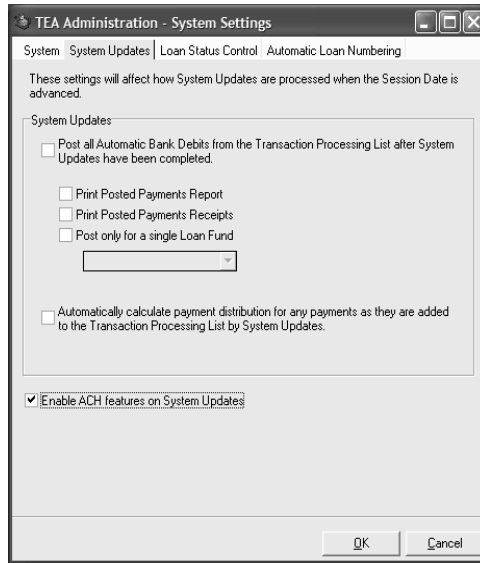 TEA Administration - System Settings
System System Updates Loan Status Control Automatic Loan Numbering
These settings will affect how System Updates are processed when the Session Date is
advanced.
System Updates
Post all Automatic Bank Debits from the Transaction Processing List after System
Updates have been completed.
Print Posted Payments Report
Print Posted Payments Receipts
Post only for a single Loan Fund
Automatically calculate payment distribution for any payments as they are added
to the Transaction Processing List by System Updates.
Enable ACH features on System Updates
OK Cancel